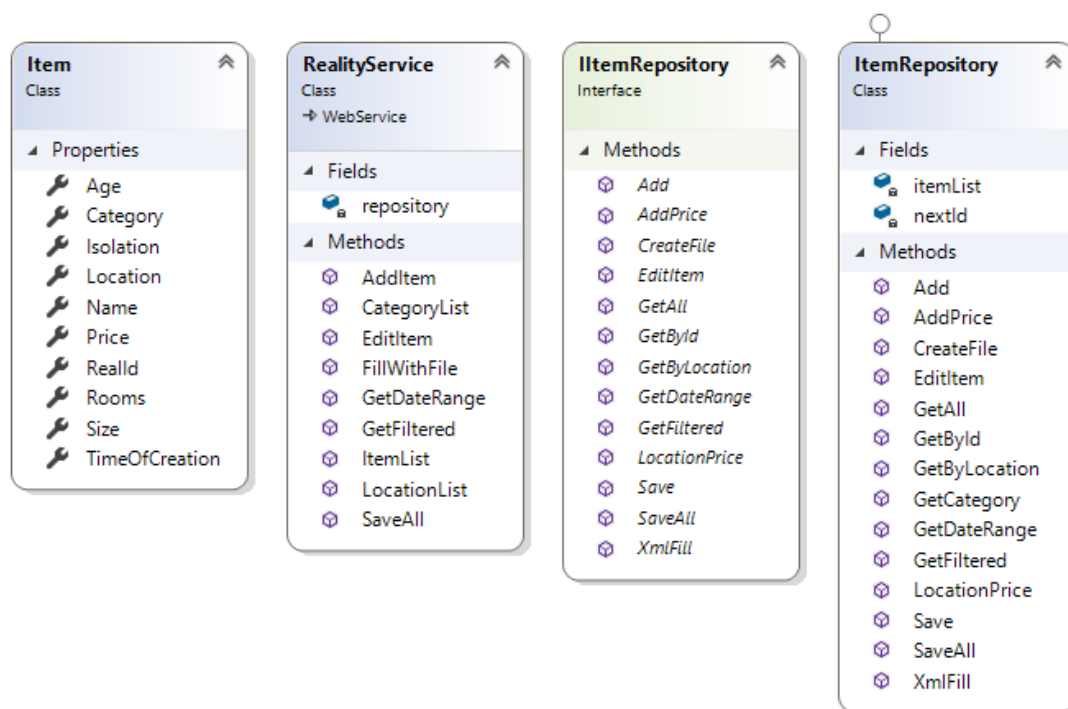 Item
Class
Properties
Age
Category
Isolation
Location
Name
Price
RealId
Rooms
Size
TimeOfCreation
RealityService
Class
WebService
Fields
repository
Methods
AddItem
CategoryList
EditItem
FillWithFile
GetDateRange
GetFiltered
ItemList
LocationList
SaveAll
IItemRepository
Interface
Methods
Add
AddPrice
CreateFile
EditItem
GetAll
GetById
GetByLocation
GetDateRange
GetFiltered
LocationPrice
Save
SaveAll
XmlFill
ItemRepository
Class
Fields
itemList
nextId
Methods
Add
AddPrice
CreateFile
EditItem
GetAll
GetById
GetByLocation
GetCategory
GetDateRange
GetFiltered
LocationPrice
Save
SaveAll
XmlFill